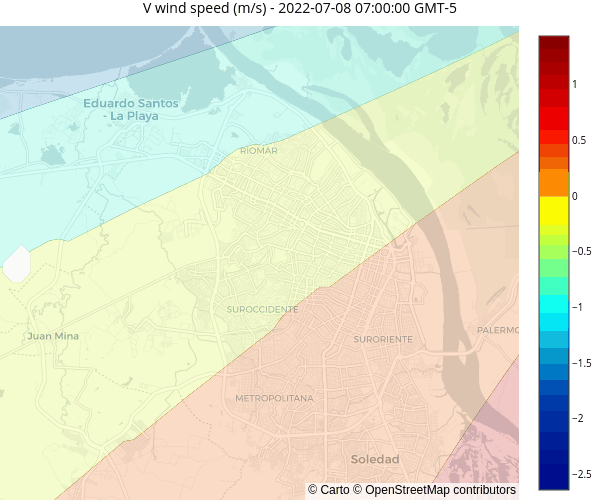 V wind speed (m/s) - 2022-07-08 07:00:00 GMT-5
Eduardo Santos
- La Playa
RIOMAR
SUROCCIDENTE
Juan Mina
SURORIENTE
PALERMO
METROPOLITANA
Soledad
© Carto © OpenStreetMap contributors
1
0.5
0
−0.5
−1
−1.5
−2
−2.5